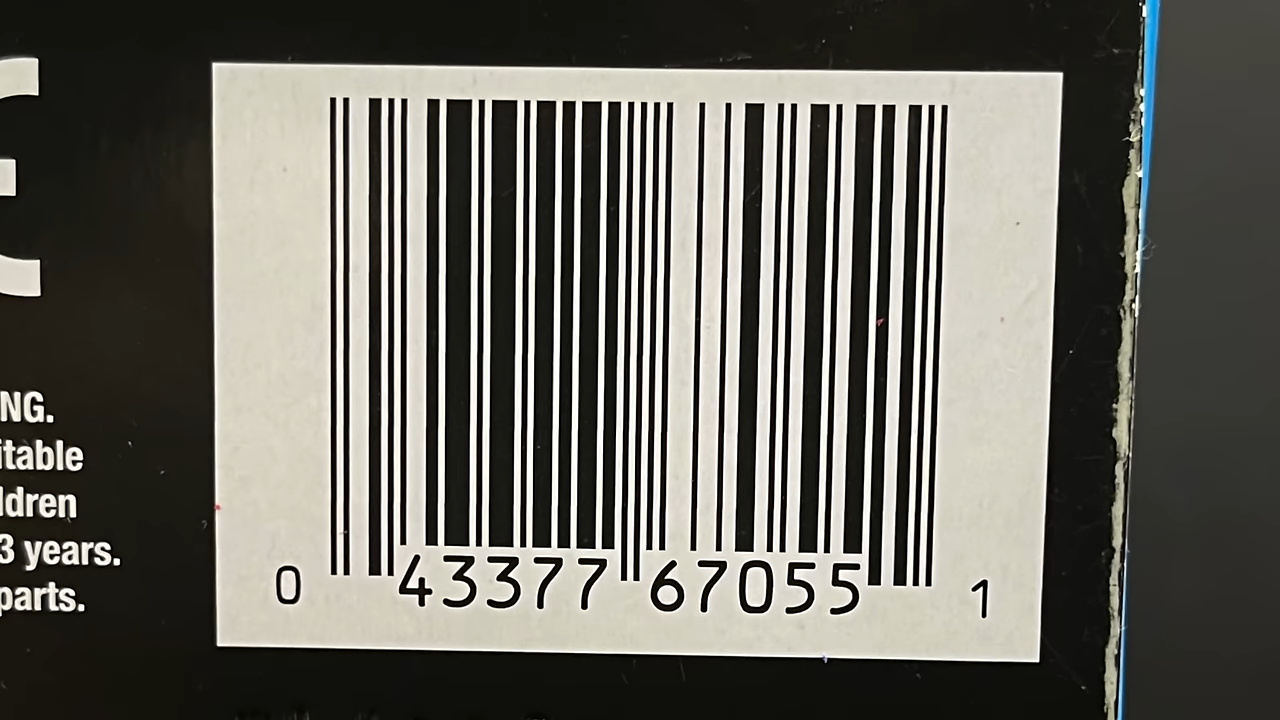 NG.
itable
ldren
3 years.
parts.
0 43377 67055 1